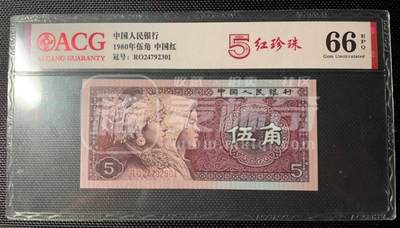 ACG
AI CANG GUARANTY
中国人民银行
1980年伍角 中国红
冠号: RO24792301
5 红珍珠
66 EPQ
Gem Uncirculated
中国人民银行
伍角
5
RO24792301
5